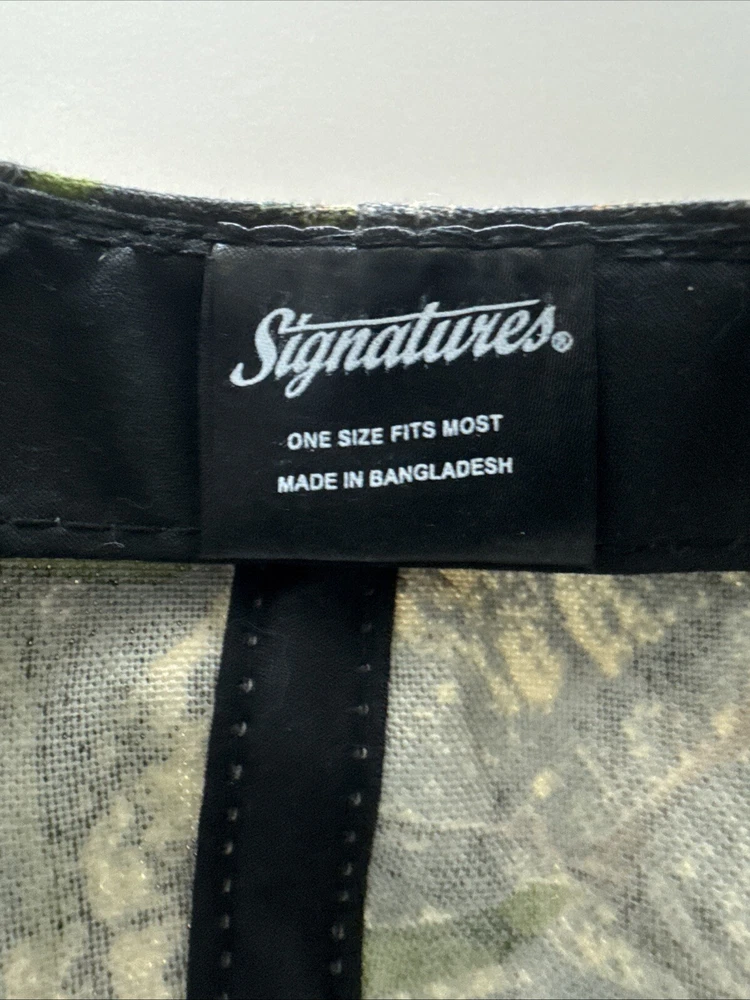 Signatures®
ONE SIZE FITS MOST
MADE IN BANGLADESH